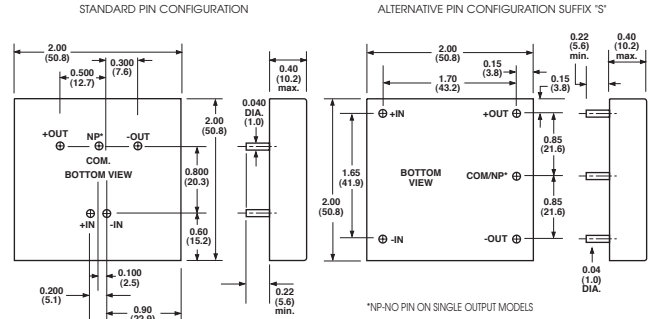 STANDARD PIN CONFIGURATION
2.00
(50.8)
0.500
(12.7)
0.300
(7.6)
0.40
(10.2)
max.
0.040
DIA.
(1.0)
2.00
(50.8)
+OUT
NP*
-OUT
COM.
BOTTOM VIEW
0.800
(20.3)
+IN
-IN
0.60
(15.2)
0.100
(2.5)
0.200
(5.1)
0.90
(22.9)
0.22
(5.6)
min.
ALTERNATIVE PIN CONFIGURATION SUFFIX "S"
2.00
(50.8)
0.15
(3.8)
1.70
(43.2)
0.22
(5.6)
min.
0.40
(10.2)
max.
0.15
(3.8)
+IN
+OUT
0.85
(21.6)
1.65
(41.9)
BOTTOM
VIEW
COM/NP*
2.00
(50.8)
0.85
(21.6)
-IN
-OUT
0.04
(1.0)
DIA.
*NP-NO PIN ON SINGLE OUTPUT MODELS